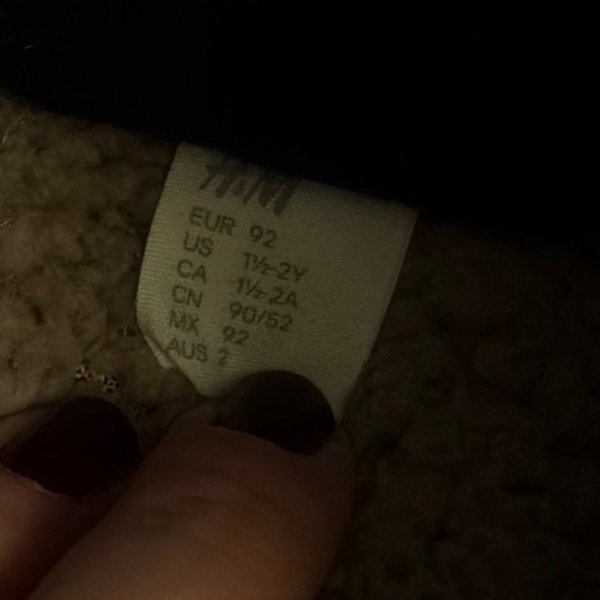 H&M
EUR 92
US 1½-2Y
CA 1½-2A
CN 90/52
MX 92
AUS 2